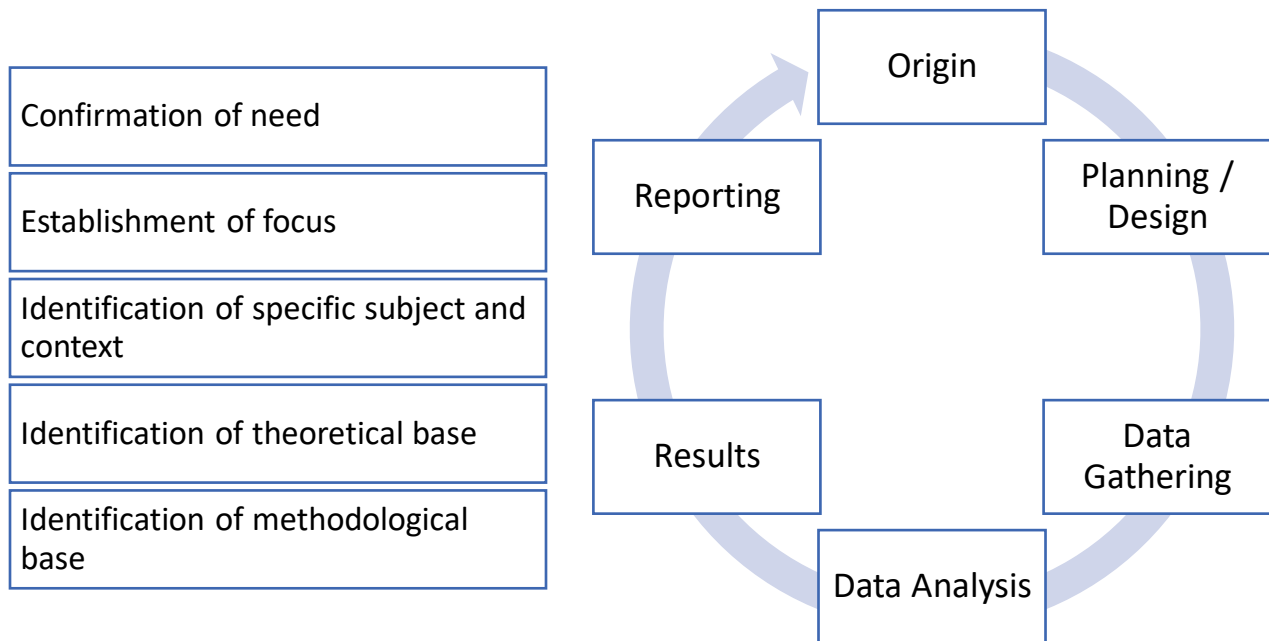 Confirmation of need
Establishment of focus
Identification of specific subject and
context
Identification of theoretical base
Identification of methodological
base
Origin
Planning /
Design
Data
Gathering
Data Analysis
Results
Reporting